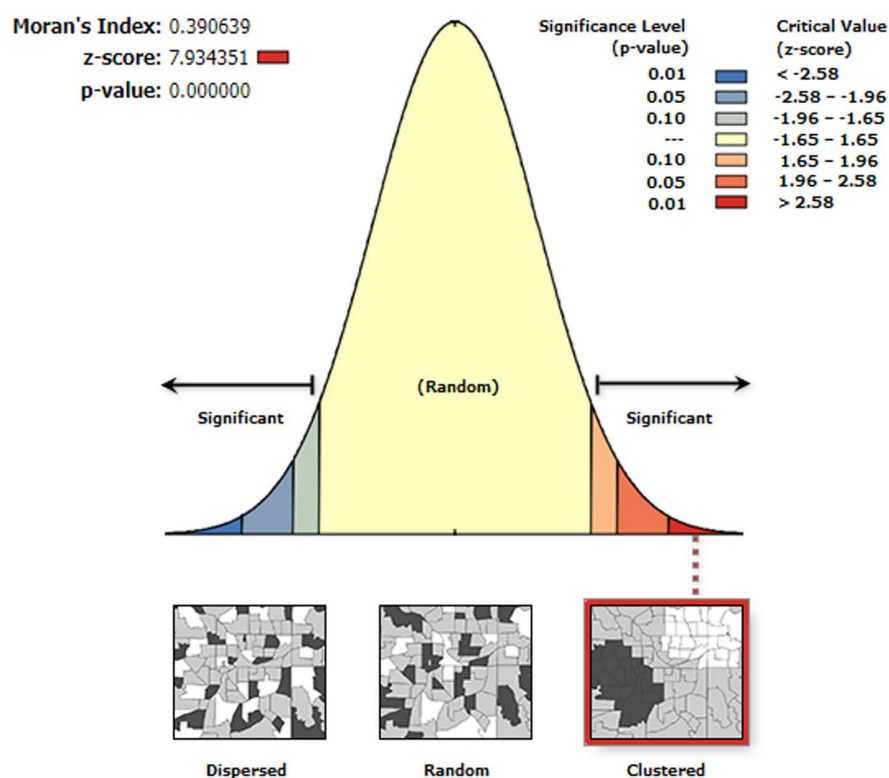 Moran's Index: 0.390639
z-score: 7.934351
p-value: 0.000000
Significance Level
(p-value)
Critical Value
(z-score)
0.01 < -2.58
0.05 -2.58 – -1.96
0.10 -1.96 – -1.65
--- -1.65 – 1.65
0.10 1.65 – 1.96
0.05 1.96 – 2.58
0.01 > 2.58
(Random)
Significant
Significant
Dispersed
Random
Clustered